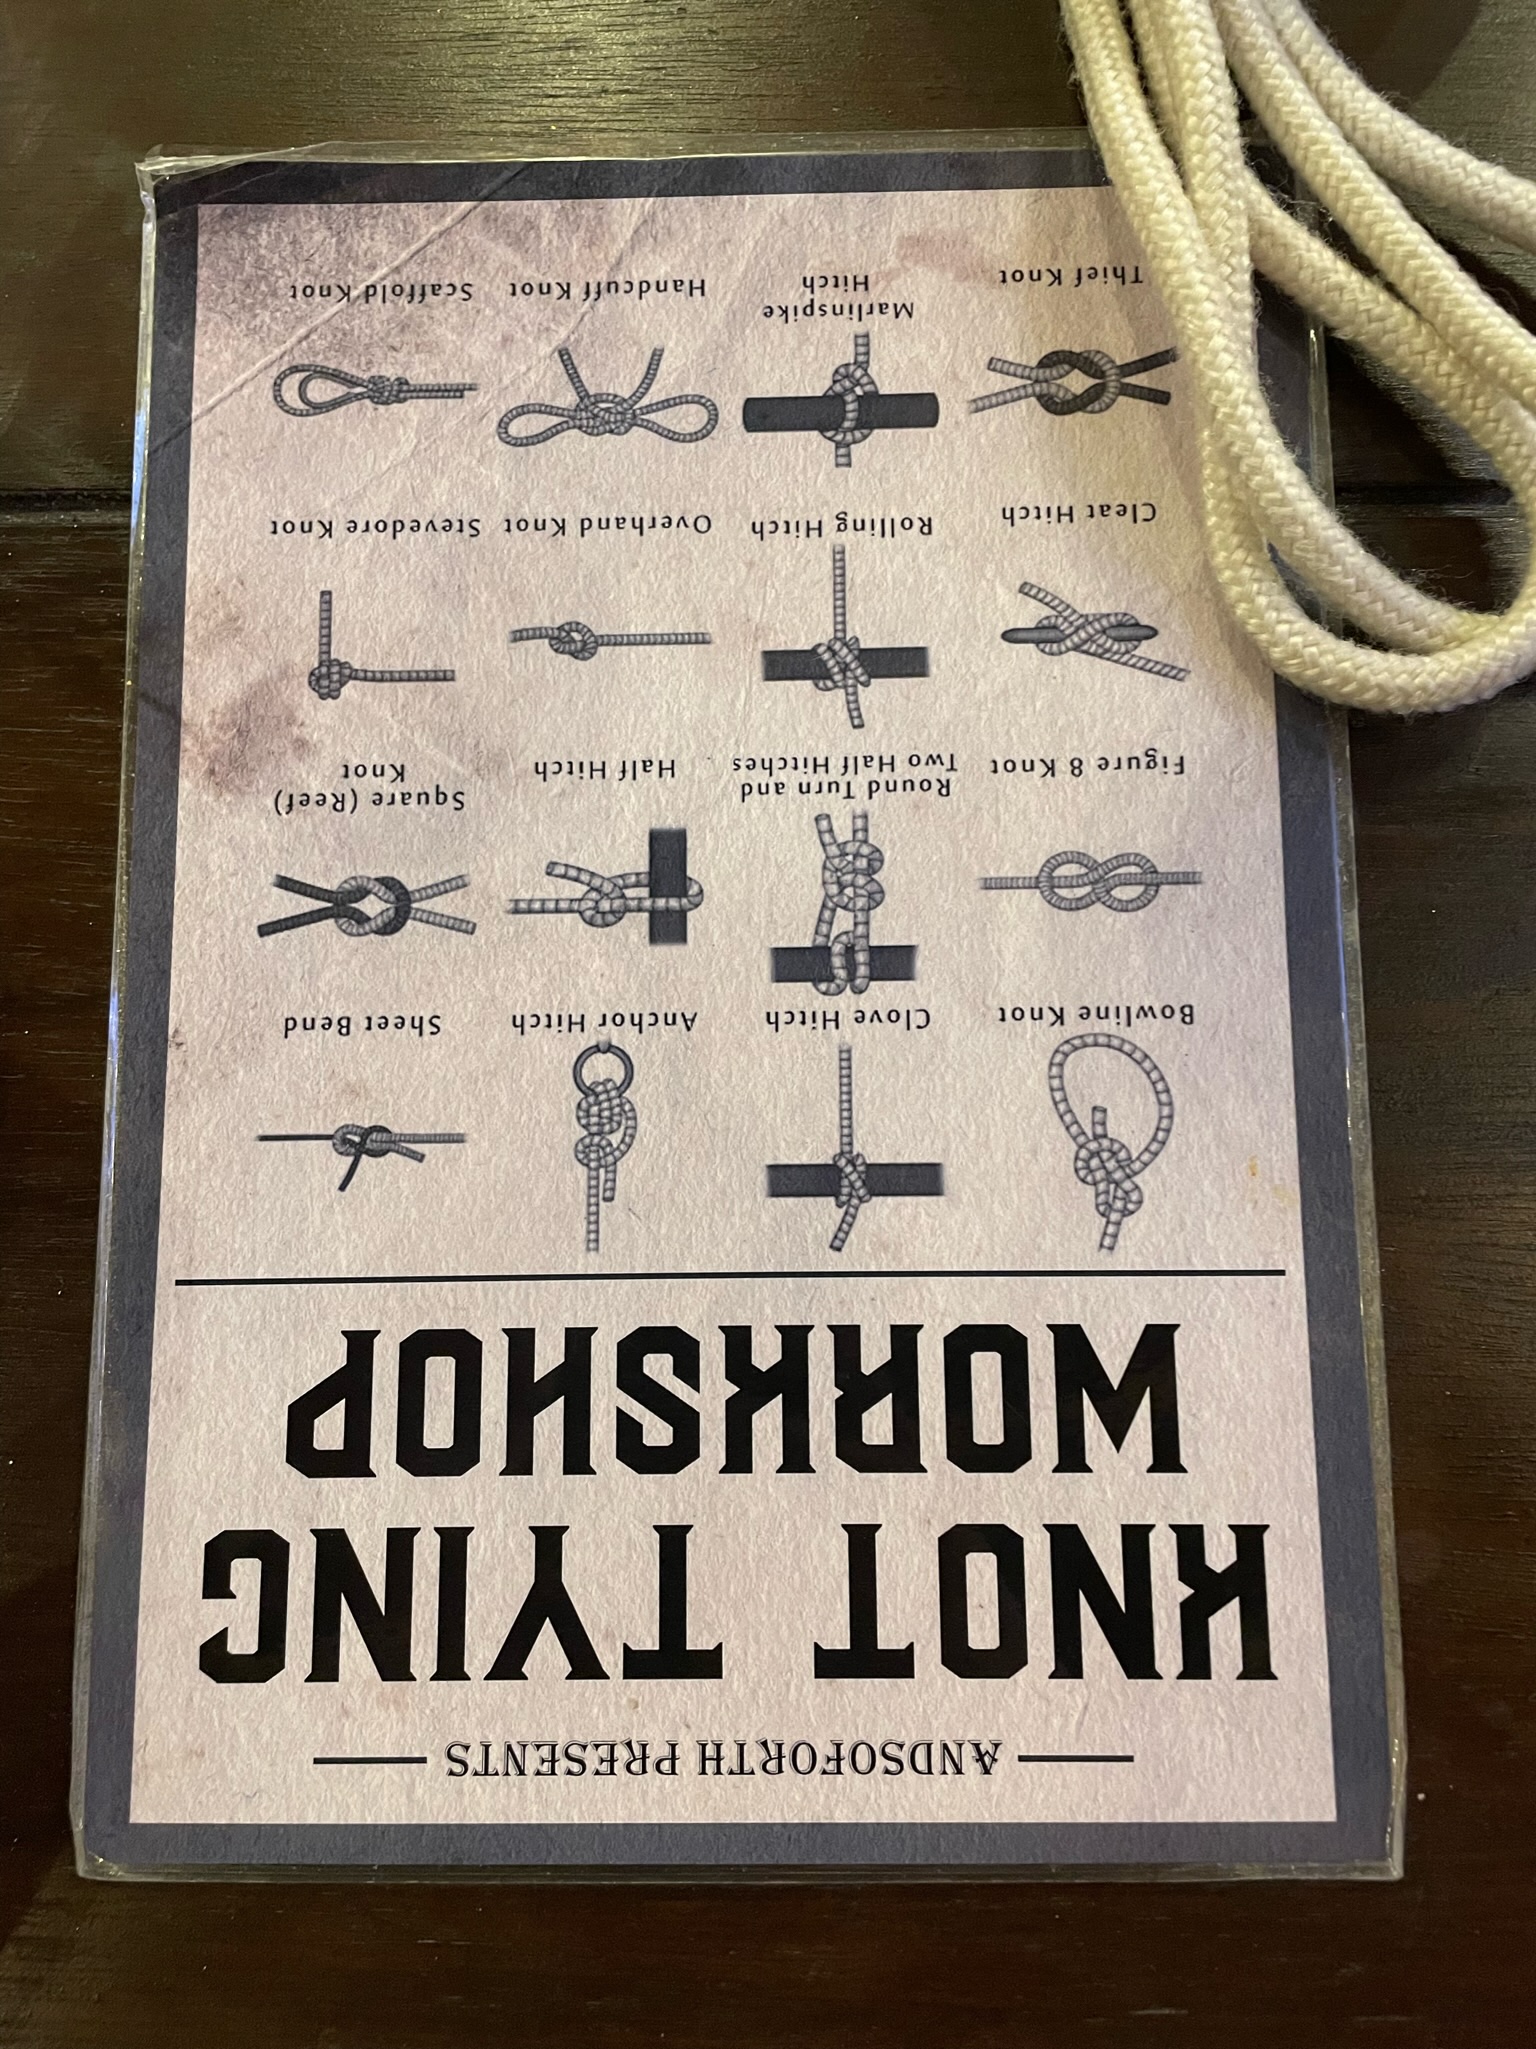 ANDSOFORTH PRESENTS
KNOT TYING
WORKSHOP
Bowline Knot
Clove Hitch
Anchor Hitch
Sheet Bend
Figure 8 Knot
Round Turn and
Two Half Hitches
Half Hitch
Square (Reef)
Knot
Cleat Hitch
Rolling Hitch
Overhand Knot
Stevedore Knot
Thief Knot
Marlinspike
Hitch
Handcuff Knot
Scaffold Knot